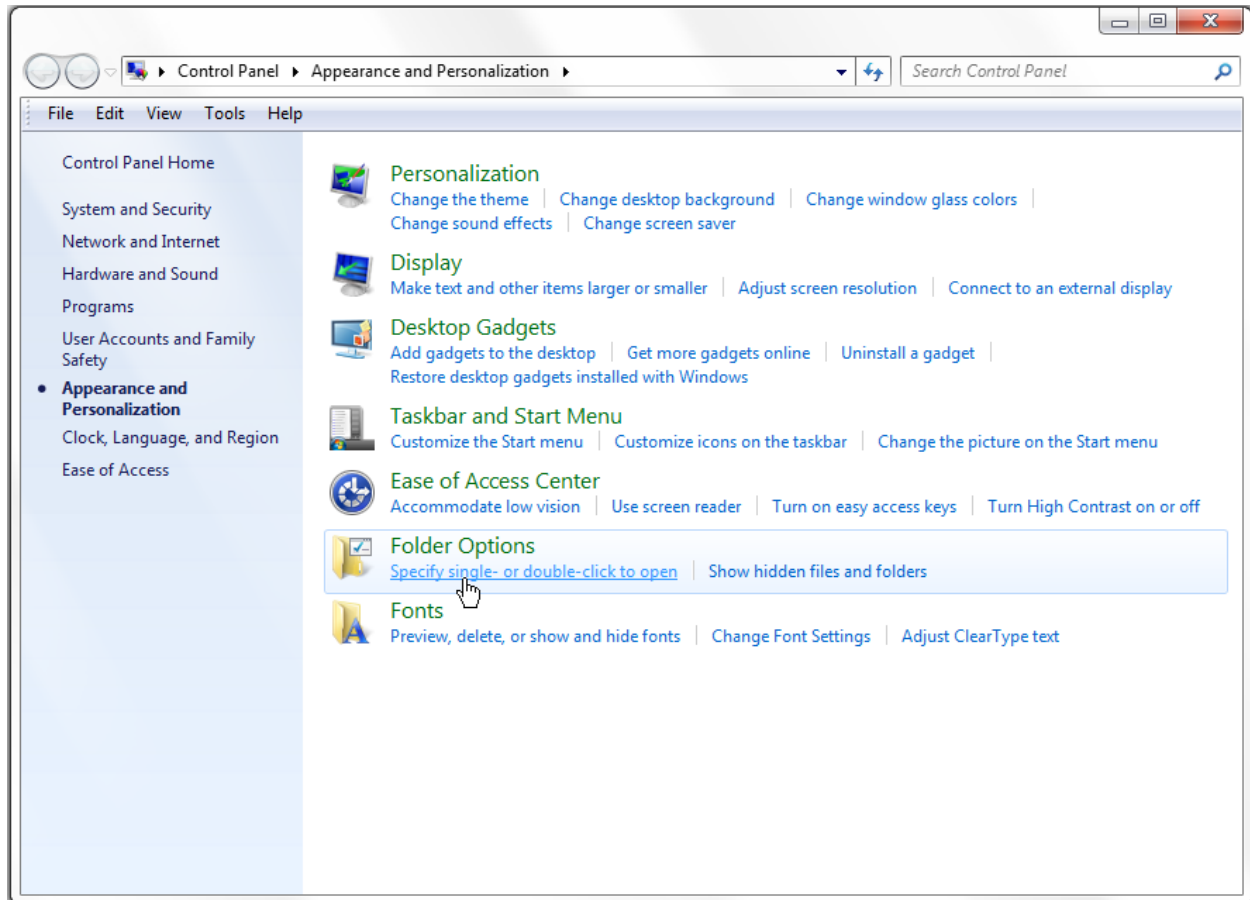 Control Panel Appearance and Personalization Search Control Panel
File Edit View Tools Help
Control Panel Home
System and Security
Network and Internet
Hardware and Sound
Programs
User Accounts and Family
Safety
Appearance and
Personalization
Clock, Language, and Region
Ease of Access
Personalization
Change the theme Change desktop background Change window glass colors
Change sound effects Change screen saver
Display
Make text and other items larger or smaller Adjust screen resolution Connect to an external display
Desktop Gadgets
Add gadgets to the desktop Get more gadgets online Uninstall a gadget
Restore desktop gadgets installed with Windows
Taskbar and Start Menu
Customize the Start menu Customize icons on the taskbar Change the picture on the Start menu
Ease of Access Center
Accommodate low vision Use screen reader Turn on easy access keys Turn High Contrast on or off
Folder Options
Specify single- or double-click to open Show hidden files and folders
Fonts
Preview, delete, or show and hide fonts Change Font Settings Adjust ClearType text